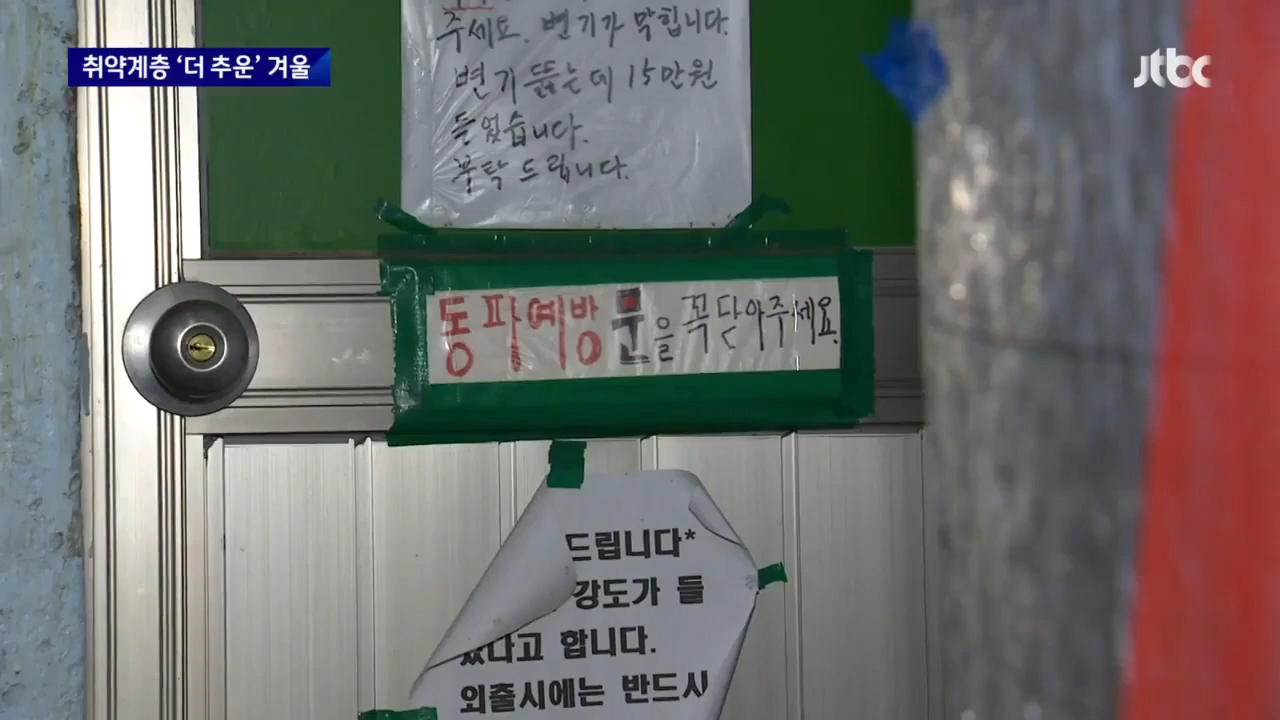 취약계층 ‘더 추운’ 겨울
jtbc
주세요. 변기가 막힙니다.
변기 뚫는데 15만원
들었습니다.
부탁드립니다.
동파예방 문을 꼭 닫아주세요.
드립니다*
강도가 들
다고 합니다.
외출시에는 반드시